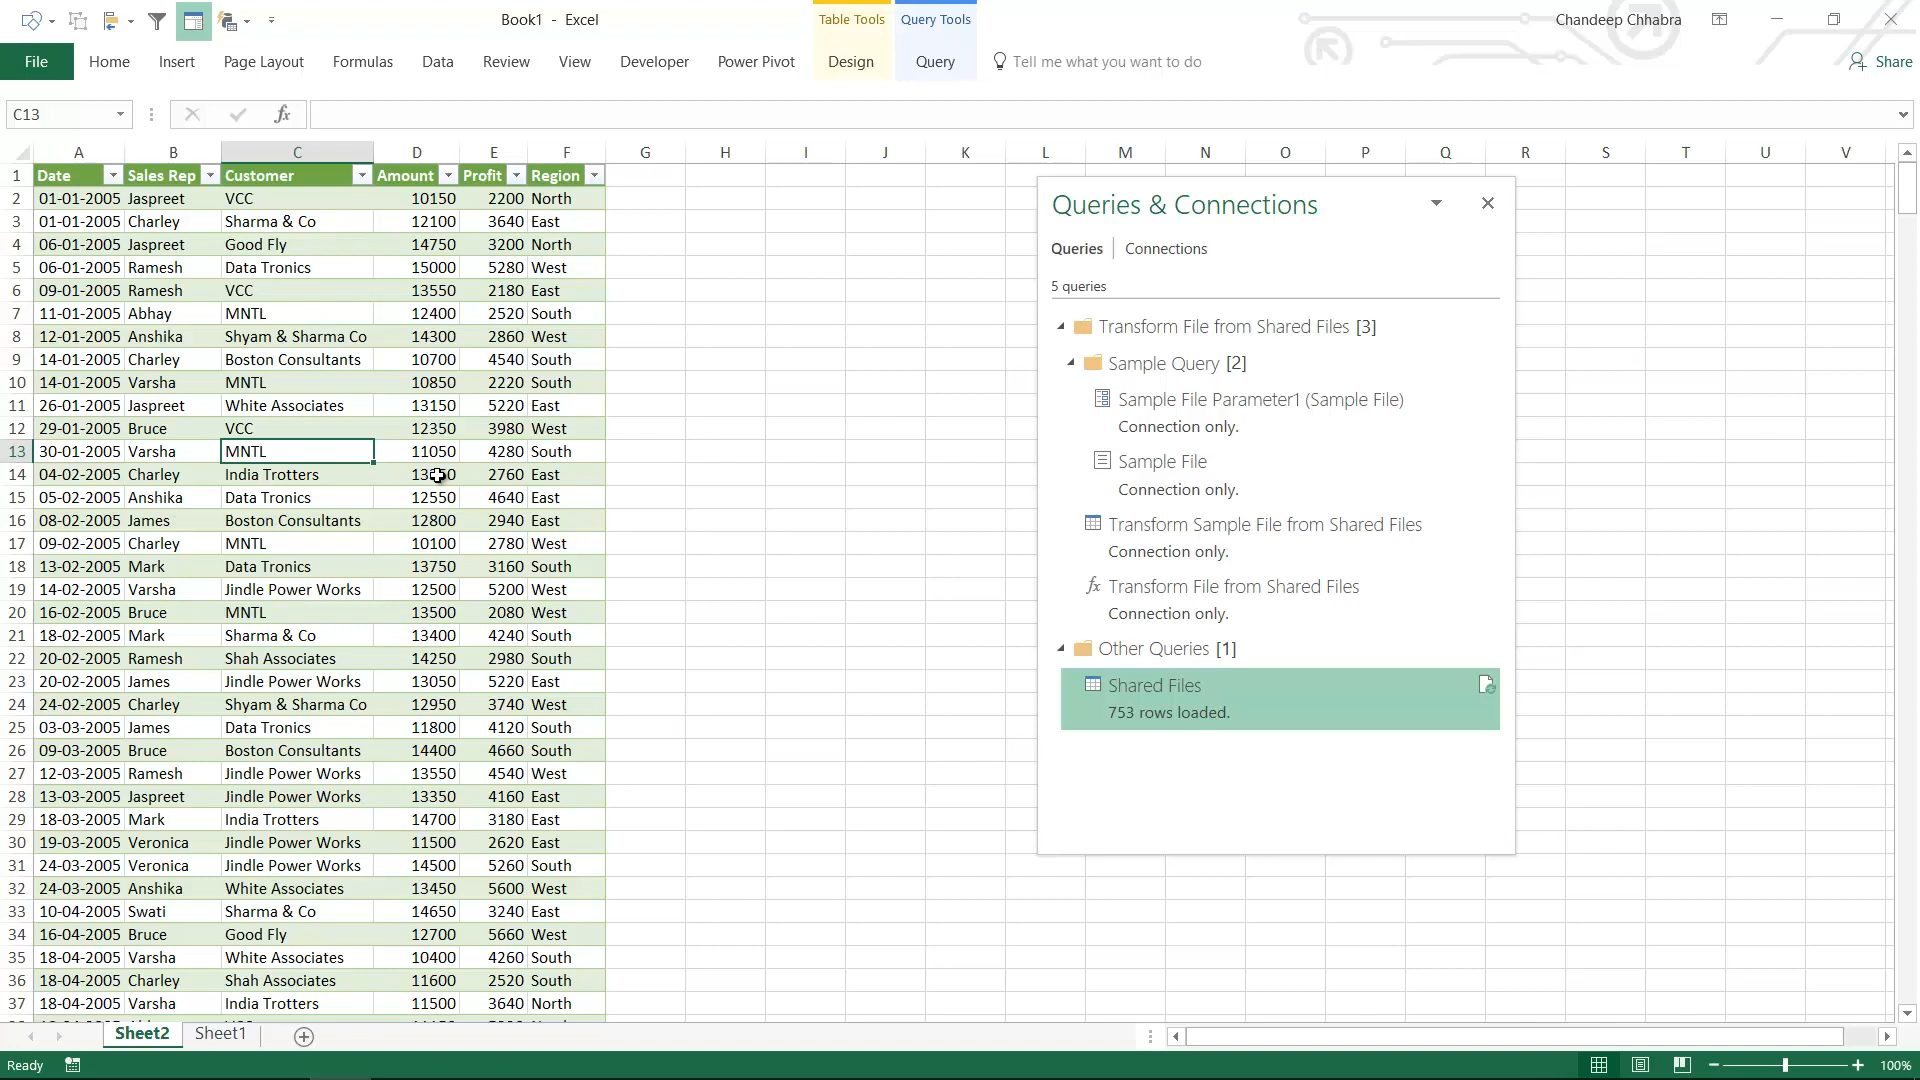 Book1 - Excel
Table Tools
Query Tools
Chandeep Chhabra
File Home Insert Page Layout Formulas Data Review View Developer Power Pivot Design Query Tell me what you want to do Share
C13 fx
A B C D E F G H I J K L M N O P Q R S T U V
1 Date Sales Rep Customer Amount Profit Region
2 01-01-2005 Jaspreet VCC 10150 2200 North
3 01-01-2005 Charley Sharma & Co 12100 3640 East
4 06-01-2005 Jaspreet Good Fly 14750 3200 North
5 06-01-2005 Ramesh Data Tronics 15000 5280 West
6 09-01-2005 Ramesh VCC 13550 2180 East
7 11-01-2005 Abhay MNTL 12400 2520 South
8 12-01-2005 Anshika Shyam & Sharma Co 14300 2860 West
9 14-01-2005 Charley Boston Consultants 10700 4540 South
10 14-01-2005 Varsha MNTL 10850 2220 South
11 26-01-2005 Jaspreet White Associates 13150 5220 East
12 29-01-2005 Bruce VCC 12350 3980 West
13 30-01-2005 Varsha MNTL 11050 4280 South
14 04-02-2005 Charley India Trotters 2760 East
15 05-02-2005 Anshika Data Tronics 12550 4640 East
16 08-02-2005 James Boston Consultants 12800 2940 East
17 09-02-2005 Charley MNTL 10100 2780 West
18 13-02-2005 Mark Data Tronics 13750 3160 South
19 14-02-2005 Varsha Jindle Power Works 12500 5200 West
20 16-02-2005 Bruce MNTL 13500 2080 West
21 18-02-2005 Mark Sharma & Co 13400 4240 South
22 20-02-2005 Ramesh Shah Associates 14250 2980 South
23 20-02-2005 James Jindle Power Works 13050 5220 East
24 24-02-2005 Charley Shyam & Sharma Co 12950 3740 West
25 03-03-2005 James Data Tronics 11800 4120 South
26 09-03-2005 Bruce Boston Consultants 14400 4660 South
27 12-03-2005 Ramesh Jindle Power Works 13550 4540 West
28 13-03-2005 Jaspreet Jindle Power Works 13350 4160 East
29 18-03-2005 Mark India Trotters 14700 3180 East
30 19-03-2005 Veronica Jindle Power Works 11500 2620 East
31 24-03-2005 Veronica Jindle Power Works 14500 5260 South
32 24-03-2005 Anshika White Associates 13450 5600 West
33 10-04-2005 Swati Sharma & Co 14650 3240 East
34 16-04-2005 Bruce Good Fly 12700 5660 West
35 18-04-2005 Varsha White Associates 10400 4260 South
36 18-04-2005 Charley Shah Associates 11600 2520 South
37 18-04-2005 Varsha India Trotters 11500 3640 North
Queries & Connections
Queries Connections
5 queries
Transform File from Shared Files [3]
Sample Query [2]
Sample File Parameter1 (Sample File)
Connection only.
Sample File
Connection only.
Transform Sample File from Shared Files
Connection only.
fx Transform File from Shared Files
Connection only.
Other Queries [1]
Shared Files
753 rows loaded.
Sheet2 Sheet1
Ready 100%